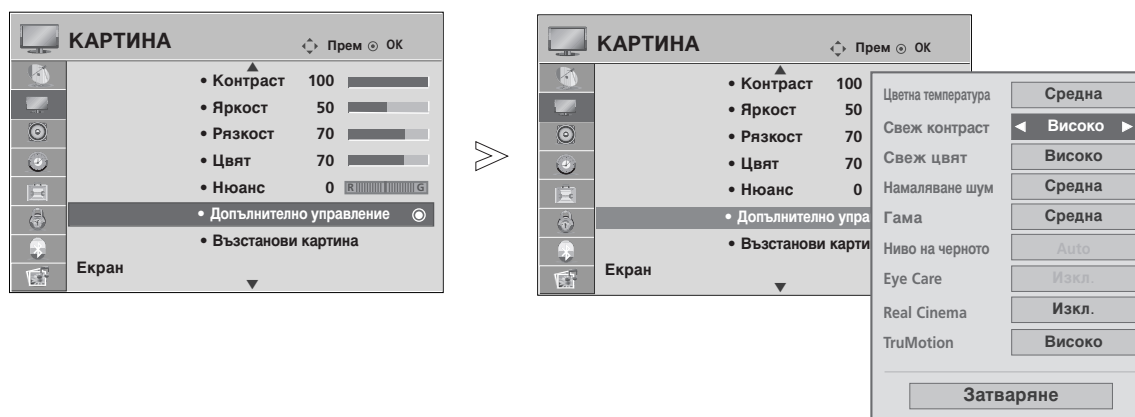 КАРТИНА
Прем ОК
• Контраст 100
• Яркост 50
• Рязкост 70
• Цвят 70
• Нюанс 0 R G
• Допълнително управление
• Възстанови картина
Екран
КАРТИНА
Прем ОК
• Контраст 100
• Яркост 50
• Рязкост 70
• Цвят 70
• Нюанс 0
• Допълнително упра
• Възстанови карти
Екран
Цветна температура Средна
Свеж контраст Високо
Свеж цвят Високо
Намаляване шум Средна
Гама Средна
Ниво на черното Auto
Eye Care Изкл.
Real Cinema Изкл.
TruMotion Високо
Затваряне